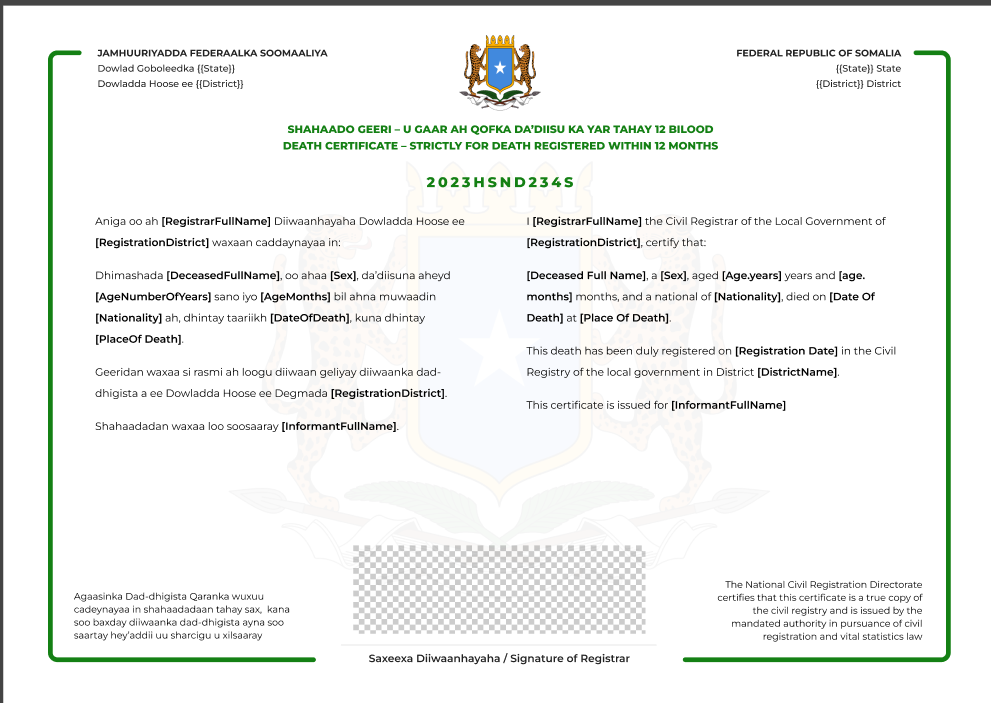 JAMHUURIYADDA FEDERAALKA SOOMAALIYA
Dowlad Goboleedka {{State}}
Dowladda Hoose ee {{District}}
FEDERAL REPUBLIC OF SOMALIA
{{State}} State
{{District}} District
SHAHAADO GEERI – U GAAR AH QOFKA DA’DIISU KA YAR TAHAY 12 BILOOD
DEATH CERTIFICATE – STRICTLY FOR DEATH REGISTERED WITHIN 12 MONTHS
2023HSND234S
Aniga oo ah [RegistrarFullName] Diiwaanhayaha Dowladda Hoose ee
[RegistrationDistrict] waxaan caddaynayaa in:
Dhimashada [DeceasedFullName], oo ahaa [Sex], da’diisuna aheyd
[AgeNumberOfYears] sano iyo [AgeMonths] bil ahna muwaadin
[Nationality] ah, dhintay taariikh [DateOfDeath], kuna dhintay
[PlaceOf Death].
Geeridan waxaa si rasmi ah loogu diiwaan geliyay diiwaanka dad-
dhigista a ee Dowladda Hoose ee Degmada [RegistrationDistrict].
Shahaadadan waxaa loo soosaaray [InformantFullName].
I [RegistrarFullName] the Civil Registrar of the Local Government of
[RegistrationDistrict], certify that:
[Deceased Full Name], a [Sex], aged [Age.years] years and [age.
months] months, and a national of [Nationality], died on [Date Of
Death] at [Place Of Death].
This death has been duly registered on [Registration Date] in the Civil
Registry of the local government in District [DistrictName].
This certificate is issued for [InformantFullName]
Agaasinka Dad-dhigista Qaranka wuxuu
cadeynayaa in shahaadadaan tahay sax, kana
soo baxday diiwaanka dad-dhigista ayna soo
saartay hey’addii uu sharcigu u xilsaaray
The National Civil Registration Directorate
certifies that this certificate is a true copy of
the civil registry and is issued by the
mandated authority in pursuance of civil
registration and vital statistics law
Saxeexa Diiwaanhayaha / Signature of Registrar